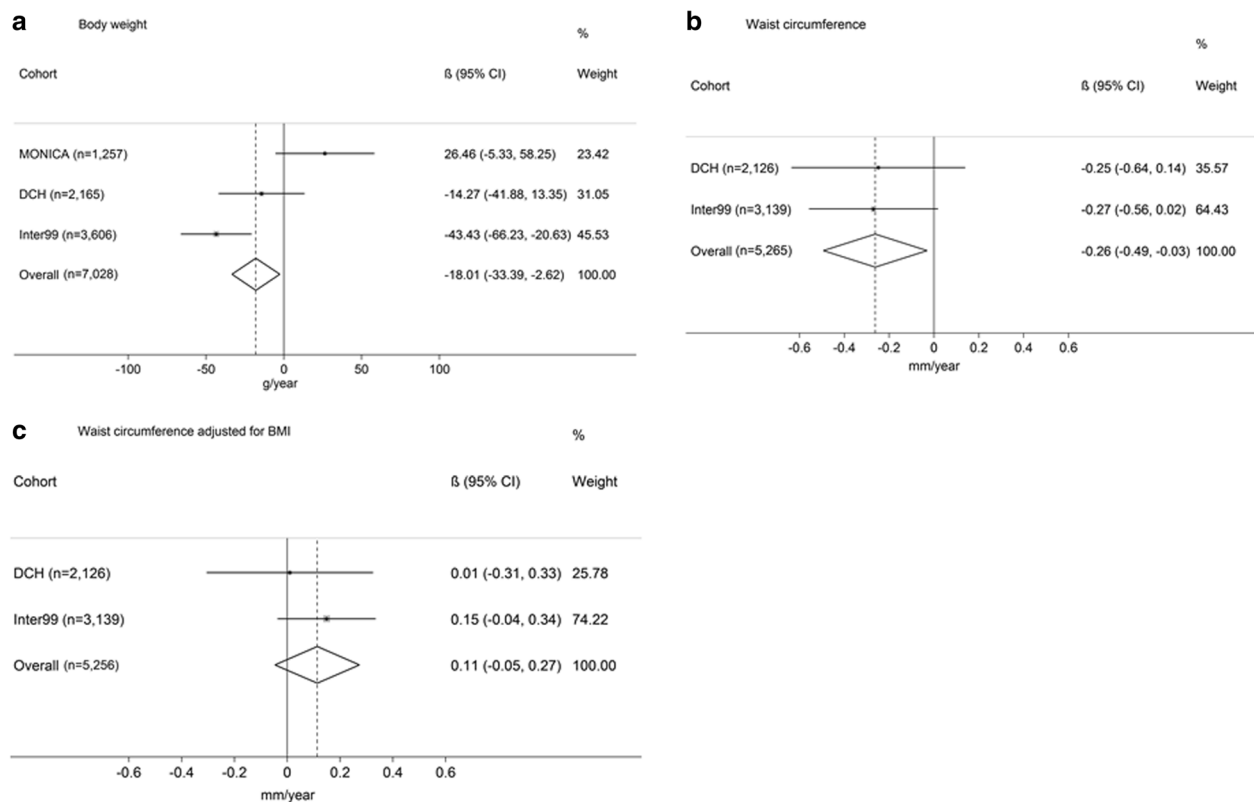 a Body weight
%
Cohort ß (95% CI) Weight
MONICA (n=1,257) 26.46 (-5.33, 58.25) 23.42
DCH (n=2,165) -14.27 (-41.88, 13.35) 31.05
Inter99 (n=3,606) -43.43 (-66.23, -20.63) 45.53
Overall (n=7,028) -18.01 (-33.39, -2.62) 100.00
-100 -50 0 50 100
g/year
b Waist circumference
%
Cohort ß (95% CI) Weight
DCH (n=2,126) -0.25 (-0.64, 0.14) 35.57
Inter99 (n=3,139) -0.27 (-0.56, 0.02) 64.43
Overall (n=5,265) -0.26 (-0.49, -0.03) 100.00
-0.6 -0.4 -0.2 0 0.2 0.4 0.6
mm/year
c Waist circumference adjusted for BMI
%
Cohort ß (95% CI) Weight
DCH (n=2,126) 0.01 (-0.31, 0.33) 25.78
Inter99 (n=3,139) 0.15 (-0.04, 0.34) 74.22
Overall (n=5,256) 0.11 (-0.05, 0.27) 100.00
-0.6 -0.4 -0.2 0 0.2 0.4 0.6
mm/year